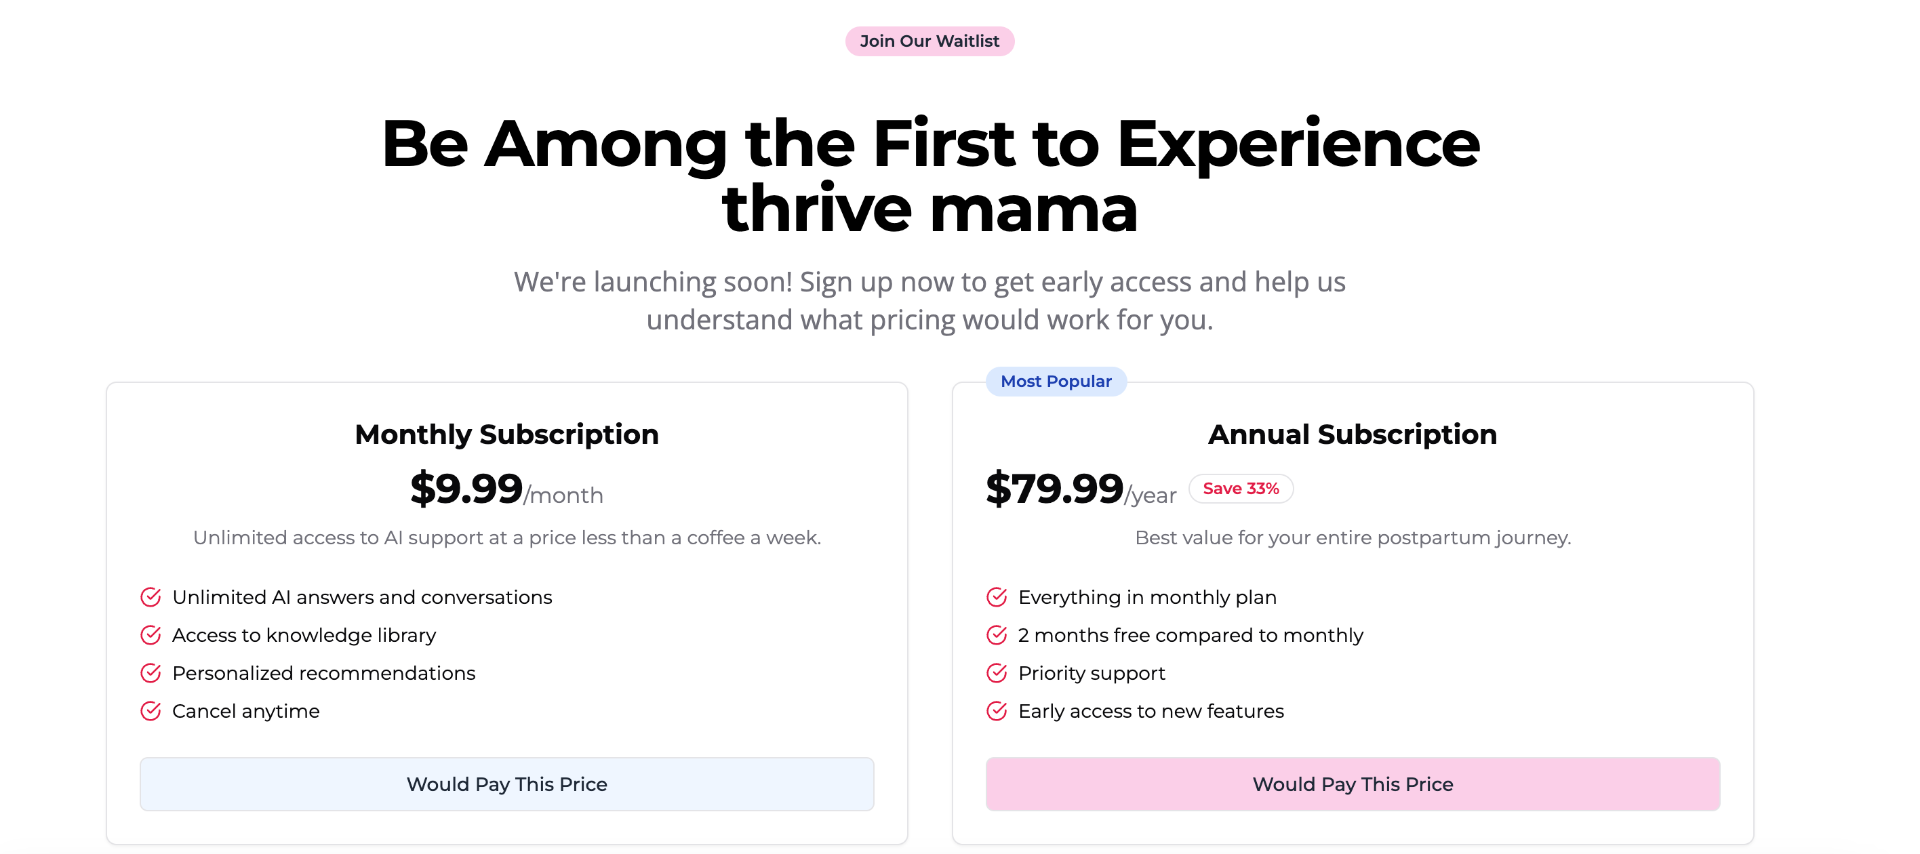 Join Our Waitlist
Be Among the First to Experience
thrive mama
We're launching soon! Sign up now to get early access and help us
understand what pricing would work for you.
Monthly Subscription
$9.99/month
Unlimited access to AI support at a price less than a coffee a week.
Unlimited AI answers and conversations
Access to knowledge library
Personalized recommendations
Cancel anytime
Would Pay This Price
Most Popular
Annual Subscription
$79.99/year Save 33%
Best value for your entire postpartum journey.
Everything in monthly plan
2 months free compared to monthly
Priority support
Early access to new features
Would Pay This Price